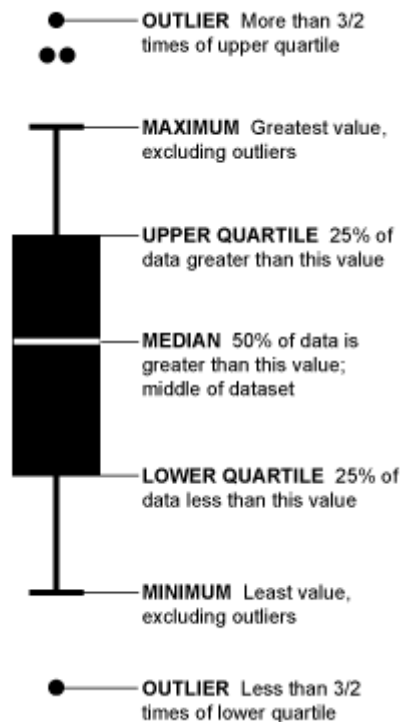 OUTLIER More than 3/2
times of upper quartile
MAXIMUM Greatest value,
excluding outliers
UPPER QUARTILE 25% of
data greater than this value
MEDIAN 50% of data is
greater than this value;
middle of dataset
LOWER QUARTILE 25% of
data less than this value
MINIMUM Least value,
excluding outliers
OUTLIER Less than 3/2
times of lower quartile